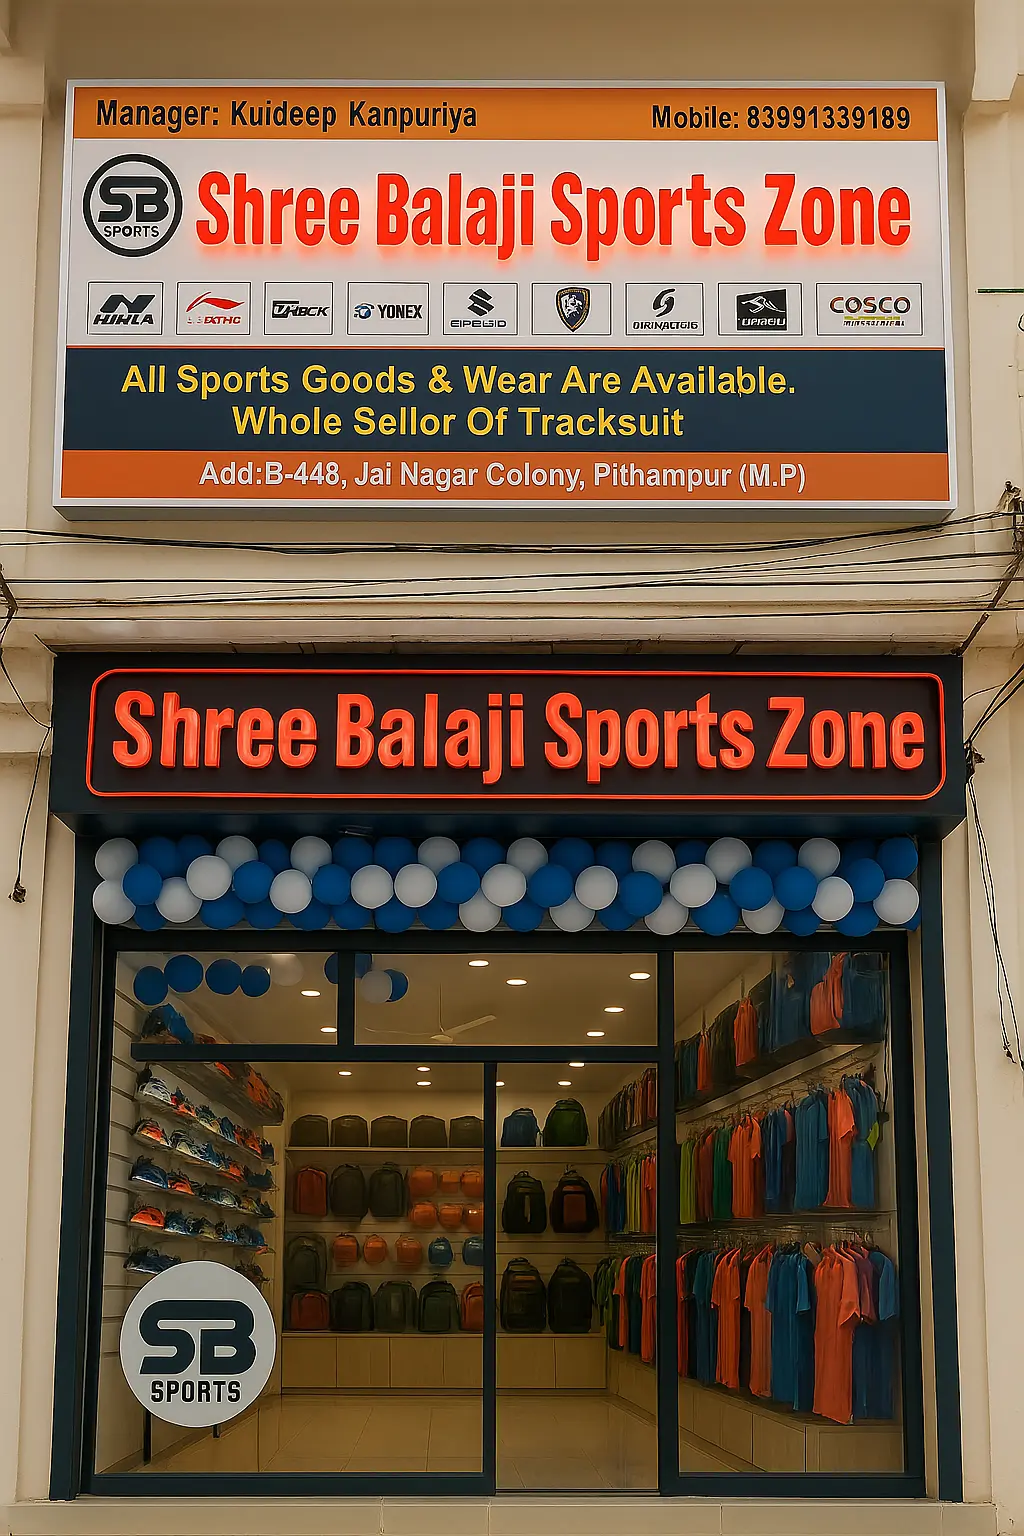 Manager: Kuideep Kanpuriya
Mobile: 83991339189
SB
SPORTS
Shree Balaji Sports Zone
YONEX
COSCO
All Sports Goods & Wear Are Available.
Whole Sellor Of Tracksuit
Add:B-448, Jai Nagar Colony, Pithampur (M.P)
Shree Balaji Sports Zone
SB
SPORTS